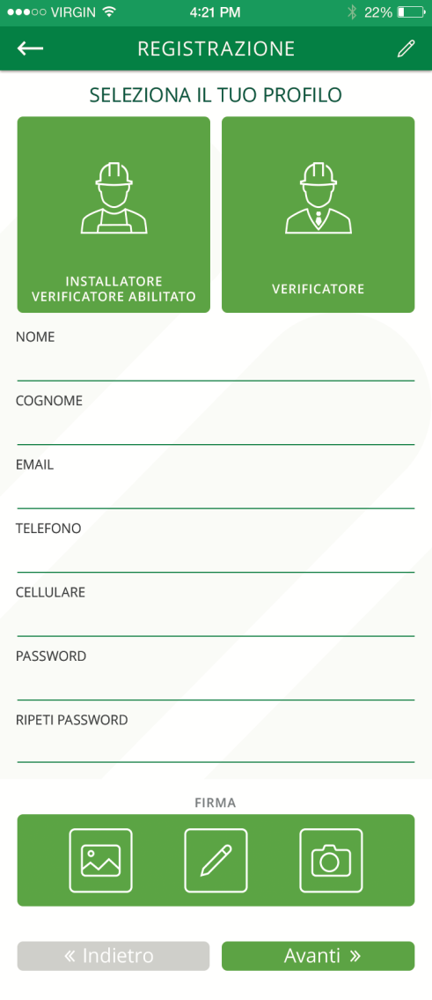 VIRGIN 4:21 PM 22%
REGISTRAZIONE
SELEZIONA IL TUO PROFILO
INSTALLATORE
VERIFICATORE ABILITATO
VERIFICATORE
NOME
COGNOME
EMAIL
TELEFONO
CELLULARE
PASSWORD
RIPETI PASSWORD
FIRMA
« Indietro
Avanti »